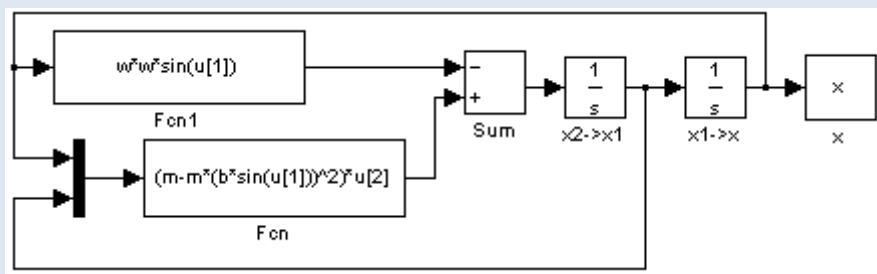 w*w*sin(u[1])
Fcn1
(m-m*(b*sin(u[1]))^2)*u[2]
Fcn
−
+
Sum
1
s
x2->x1
1
s
x1->x
x
x